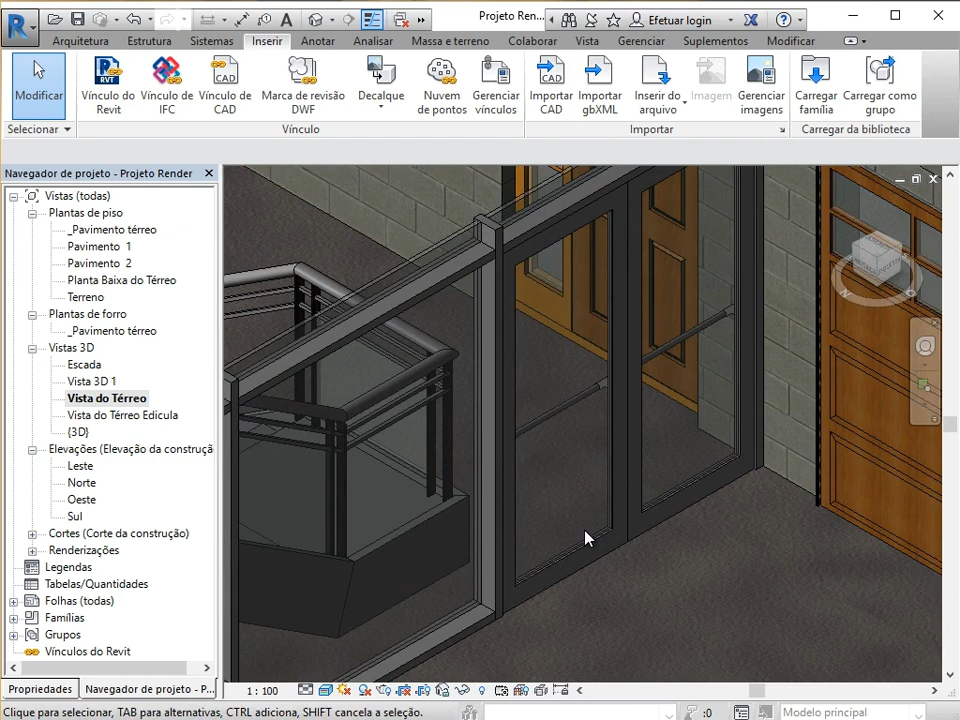 Projeto Ren...
Efetuar login
Arquitetura
Estrutura
Sistemas
Inserir
Anotar
Analisar
Massa e terreno
Colaborar
Vista
Gerenciar
Suplementos
Modificar
Modificar
Vínculo do Revit
Vínculo de IFC
Vínculo de CAD
Marca de revisão DWF
Decalque
Nuvem de pontos
Gerenciar vínculos
Importar CAD
Importar gbXML
Inserir do arquivo
Imagem
Gerenciar imagens
Carregar família
Carregar como grupo
Selecionar
Vínculo
Importar
Carregar da biblioteca
Navegador de projeto - Projeto Render
Vistas (todas)
Plantas de piso
_Pavimento térreo
Pavimento 1
Pavimento 2
Planta Baixa do Térreo
Terreno
Plantas de forro
_Pavimento térreo
Vistas 3D
Escada
Vista 3D 1
Vista do Térreo
Vista do Térreo Edicula
{3D}
Elevações (Elevação da construçã
Leste
Norte
Oeste
Sul
Cortes (Corte da construção)
Renderizações
Legendas
Tabelas/Quantidades
Folhas (todas)
Famílias
Grupos
Vínculos do Revit
Propriedades
Navegador de projeto - P...
1 : 100
Clique para selecionar, TAB para alternativas, CTRL adiciona, SHIFT cancela a seleção.
:0
Modelo principal